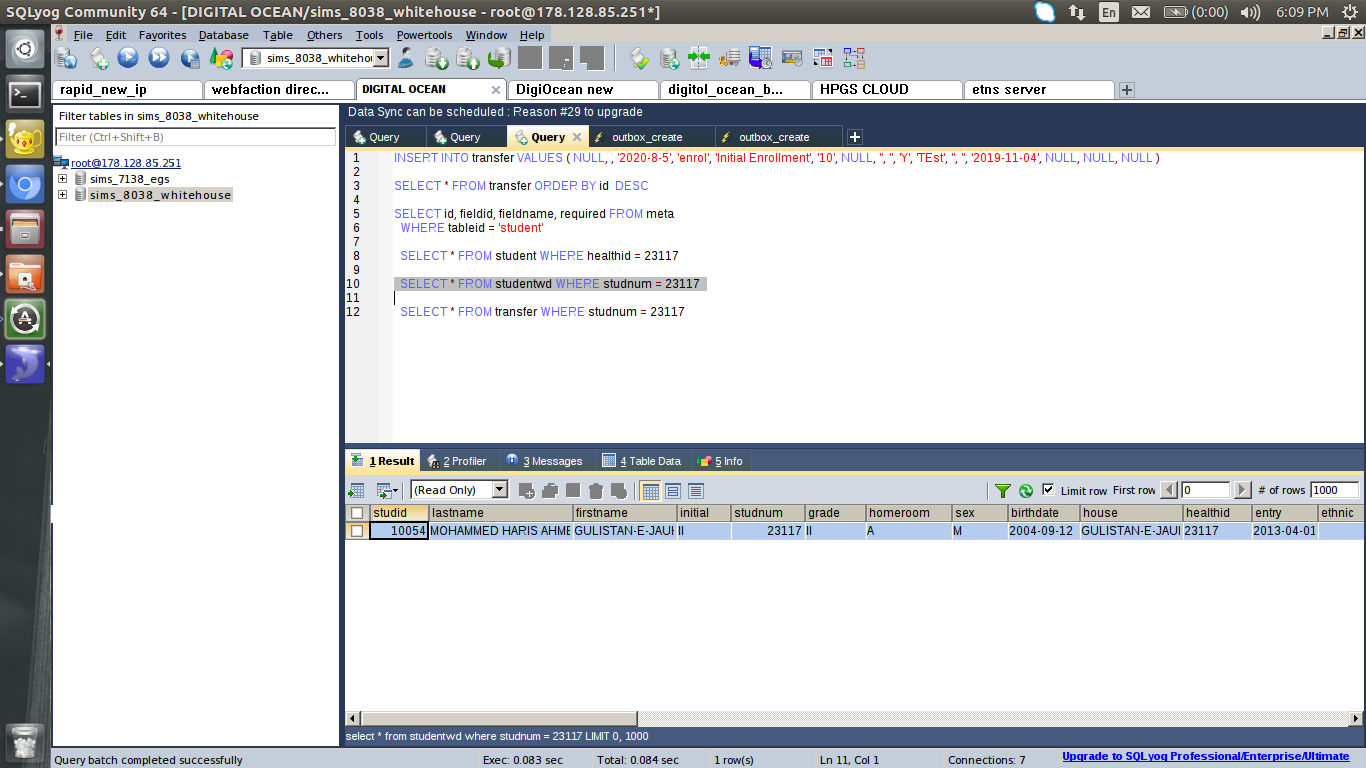 SQLyog Community 64 - [DIGITAL OCEAN/sims_8038_whitehouse - root@178.128.85.251*]
En (0:00) 6:09 PM
File Edit Favorites Database Table Others Tools Powertools Window Help
sims_8038_whitehou
rapid_new_ip webfaction direc... DIGITAL OCEAN DigiOcean new digitol_ocean_b... HPGS CLOUD etns server
Filter tables in sims_8038_whitehouse
Filter (Ctrl+Shift+B)
root@178.128.85.251
sims_7138_egs
sims_8038_whitehouse
Data Sync can be scheduled : Reason #29 to upgrade
Query Query Query outbox_create outbox_create
1 INSERT INTO transfer VALUES ( NULL, , '2020-8-5', 'enrol', 'Initial Enrollment', '10', NULL, '', '', 'Y', 'TEst', '', '', '2019-11-04', NULL, NULL, NULL )
2
3 SELECT * FROM transfer ORDER BY id DESC
4
5 SELECT id, fieldid, fieldname, required FROM meta
6 WHERE tableid = 'student'
7
8 SELECT * FROM student WHERE healthid = 23117
9
10 SELECT * FROM studentwd WHERE studnum = 23117
11
12 SELECT * FROM transfer WHERE studnum = 23117
1 Result 2 Profiler 3 Messages 4 Table Data 5 Info
(Read Only) Limit row First row 0 # of rows 1000
studid lastname firstname initial studnum grade homeroom sex birthdate house healthid entry ethnic
10054 MOHAMMED HARIS AHME GULISTAN-E-JAUH II 23117 II A M 2004-09-12 GULISTAN-E-JAUH 23117 2013-04-01
select * from studentwd where studnum = 23117 LIMIT 0, 1000
Query batch completed successfully Exec: 0.083 sec Total: 0.084 sec 1 row(s) Ln 11, Col 1 Connections: 7 Upgrade to SQLyog Professional/Enterprise/Ultimate